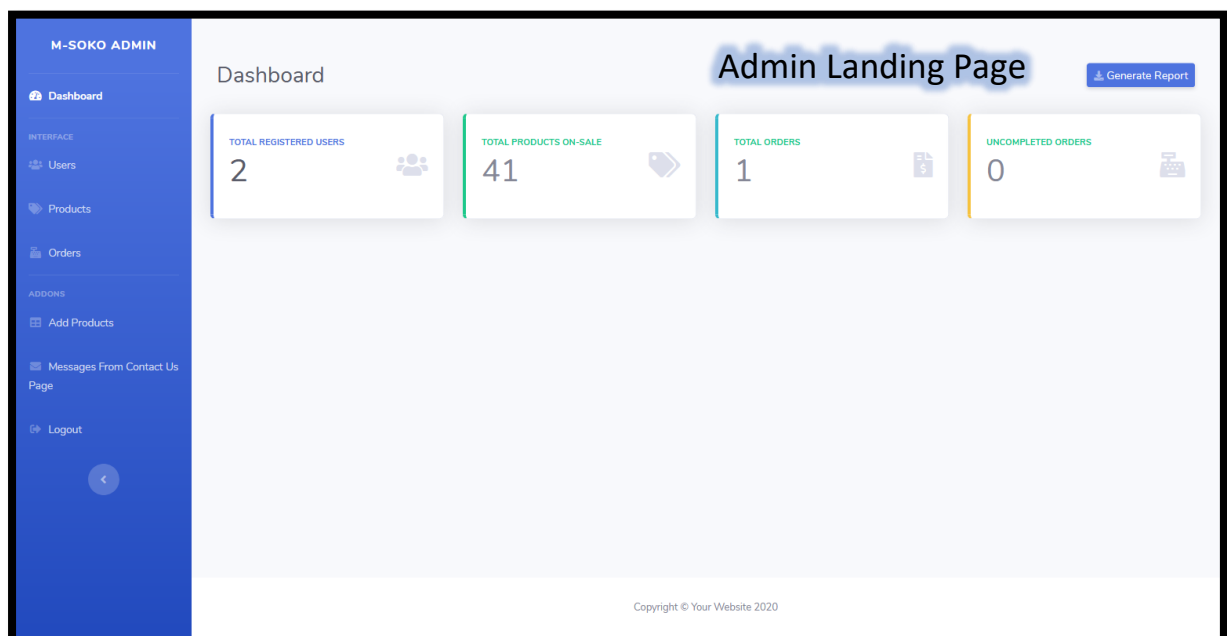 M-SOKO ADMIN
Dashboard
INTERFACE
Users
Products
Orders
ADDONS
Add Products
Messages From Contact Us
Page
Logout
Dashboard
Admin Landing Page
Generate Report
TOTAL REGISTERED USERS
2
TOTAL PRODUCTS ON-SALE
41
TOTAL ORDERS
1
UNCOMPLETED ORDERS
0
Copyright © Your Website 2020